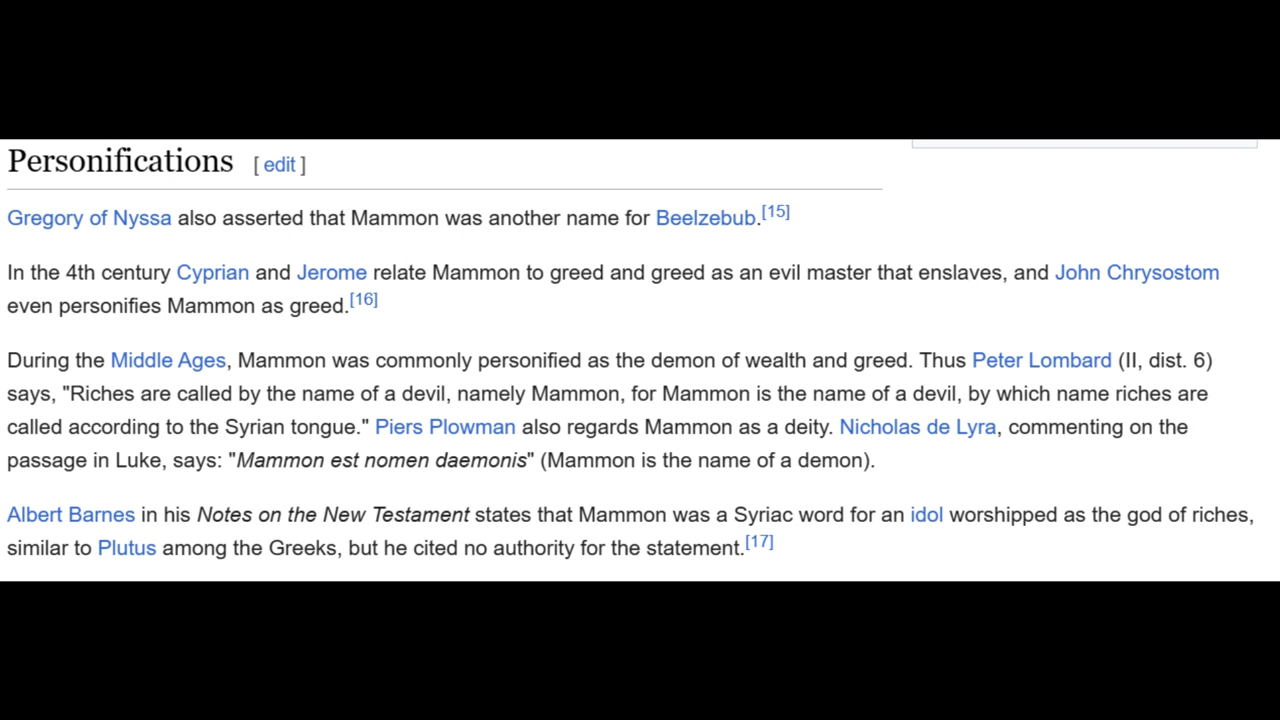 Personifications [ edit ]
Gregory of Nyssa also asserted that Mammon was another name for Beelzebub.[15]
In the 4th century Cyprian and Jerome relate Mammon to greed and greed as an evil master that enslaves, and John Chrysostom
even personifies Mammon as greed.[16]
During the Middle Ages, Mammon was commonly personified as the demon of wealth and greed. Thus Peter Lombard (II, dist. 6)
says, "Riches are called by the name of a devil, namely Mammon, for Mammon is the name of a devil, by which name riches are
called according to the Syrian tongue." Piers Plowman also regards Mammon as a deity. Nicholas de Lyra, commenting on the
passage in Luke, says: "Mammon est nomen daemonis" (Mammon is the name of a demon).
Albert Barnes in his Notes on the New Testament states that Mammon was a Syriac word for an idol worshipped as the god of riches,
similar to Plutus among the Greeks, but he cited no authority for the statement.[17]